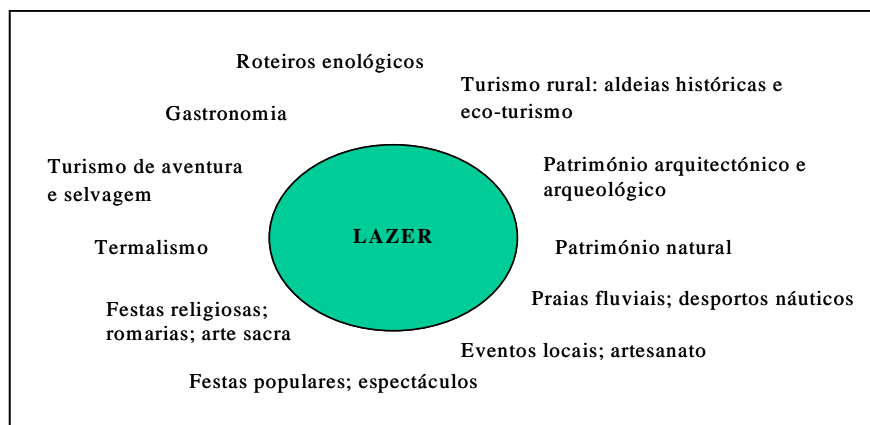 Roteiros enológicos
Turismo rural: aldeias históricas e
eco-turismo
Gastronomia
Turismo de aventura
e selvagem
Património arquitectónico e
arqueológico
LAZER
Termalismo
Património natural
Praias fluviais; desportos náuticos
Festas religiosas;
romarias; arte sacra
Eventos locais; artesanato
Festas populares; espectáculos